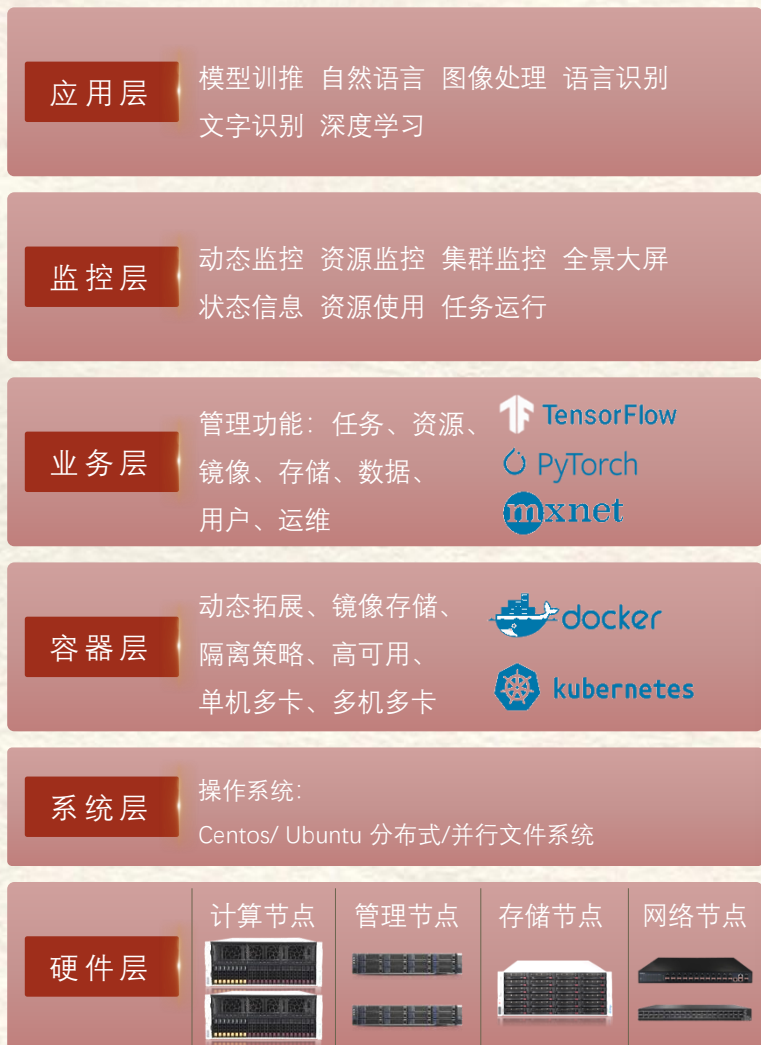 应用层
模型训推 自然语言 图像处理 语言识别
文字识别 深度学习
监控层
动态监控 资源监控 集群监控 全景大屏
状态信息 资源使用 任务运行
业务层
管理功能：任务、资源、
镜像、存储、数据、
用户、运维
TensorFlow
PyTorch
mxnet
容器层
动态拓展、镜像存储、
隔离策略、高可用、
单机多卡、多机多卡
docker
kubernetes
系统层
操作系统：
Centos/ Ubuntu 分布式/并行文件系统
硬件层
计算节点
管理节点
存储节点
网络节点